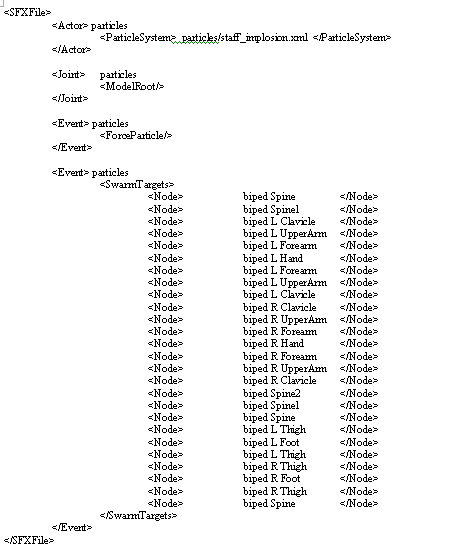 <SFXFile>
<Actor> particles
<ParticleSystem> particles/staff_implosion.xml </ParticleSystem>
</Actor>
<Joint> particles
<ModelRoot/>
</Joint>
<Event> particles
<ForceParticle/>
</Event>
<Event> particles
<SwarmTargets>
<Node> biped Spine </Node>
<Node> biped Spine1 </Node>
<Node> biped L Clavicle </Node>
<Node> biped L UpperArm </Node>
<Node> biped L Forearm </Node>
<Node> biped L Hand </Node>
<Node> biped L Forearm </Node>
<Node> biped L UpperArm </Node>
<Node> biped L Clavicle </Node>
<Node> biped R Clavicle </Node>
<Node> biped R UpperArm </Node>
<Node> biped R Forearm </Node>
<Node> biped R Hand </Node>
<Node> biped R Forearm </Node>
<Node> biped R UpperArm </Node>
<Node> biped R Clavicle </Node>
<Node> biped Spine2 </Node>
<Node> biped Spine1 </Node>
<Node> biped Spine </Node>
<Node> biped L Thigh </Node>
<Node> biped L Foot </Node>
<Node> biped L Thigh </Node>
<Node> biped R Thigh </Node>
<Node> biped R Foot </Node>
<Node> biped R Thigh </Node>
<Node> biped Spine </Node>
</SwarmTargets>
</Event>
</SFXFile>